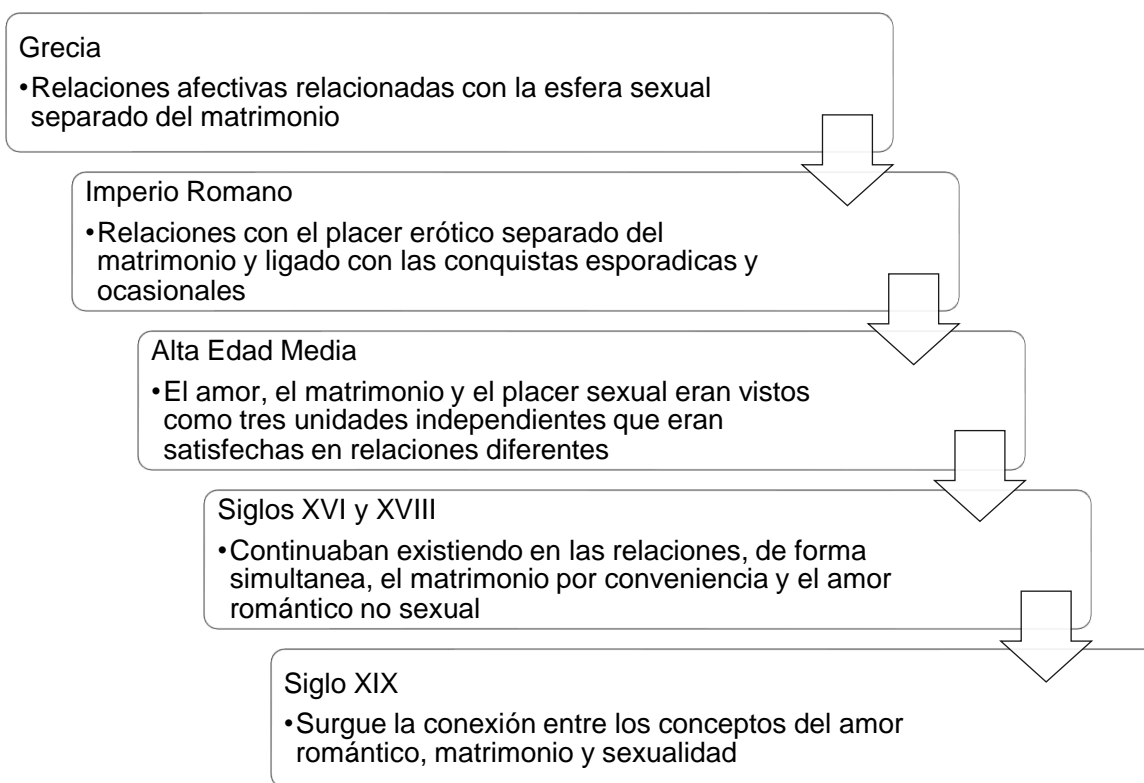 Grecia
•Relaciones afectivas relacionadas con la esfera sexual
separado del matrimonio
Imperio Romano
•Relaciones con el placer erótico separado del
matrimonio y ligado con las conquistas esporadicas y
ocasionales
Alta Edad Media
•El amor, el matrimonio y el placer sexual eran vistos
como tres unidades independientes que eran
satisfechas en relaciones diferentes
Siglos XVI y XVIII
•Continuaban existiendo en las relaciones, de forma
simultanea, el matrimonio por conveniencia y el amor
romántico no sexual
Siglo XIX
•Surgue la conexión entre los conceptos del amor
romántico, matrimonio y sexualidad